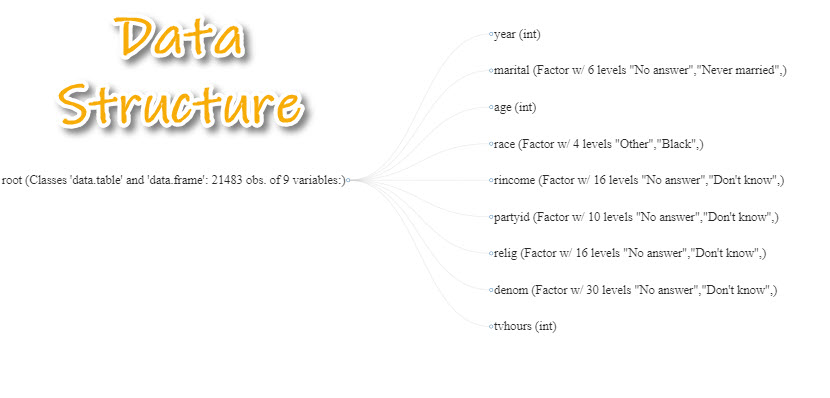 Data
Structure
root (Classes 'data.table' and 'data.frame': 21483 obs. of 9 variables:)
year (int)
marital (Factor w/ 6 levels "No answer","Never married",)
age (int)
race (Factor w/ 4 levels "Other","Black",)
rincome (Factor w/ 16 levels "No answer","Don't know",)
partyid (Factor w/ 10 levels "No answer","Don't know",)
relig (Factor w/ 16 levels "No answer","Don't know",)
denom (Factor w/ 30 levels "No answer","Don't know",)
tvhours (int)